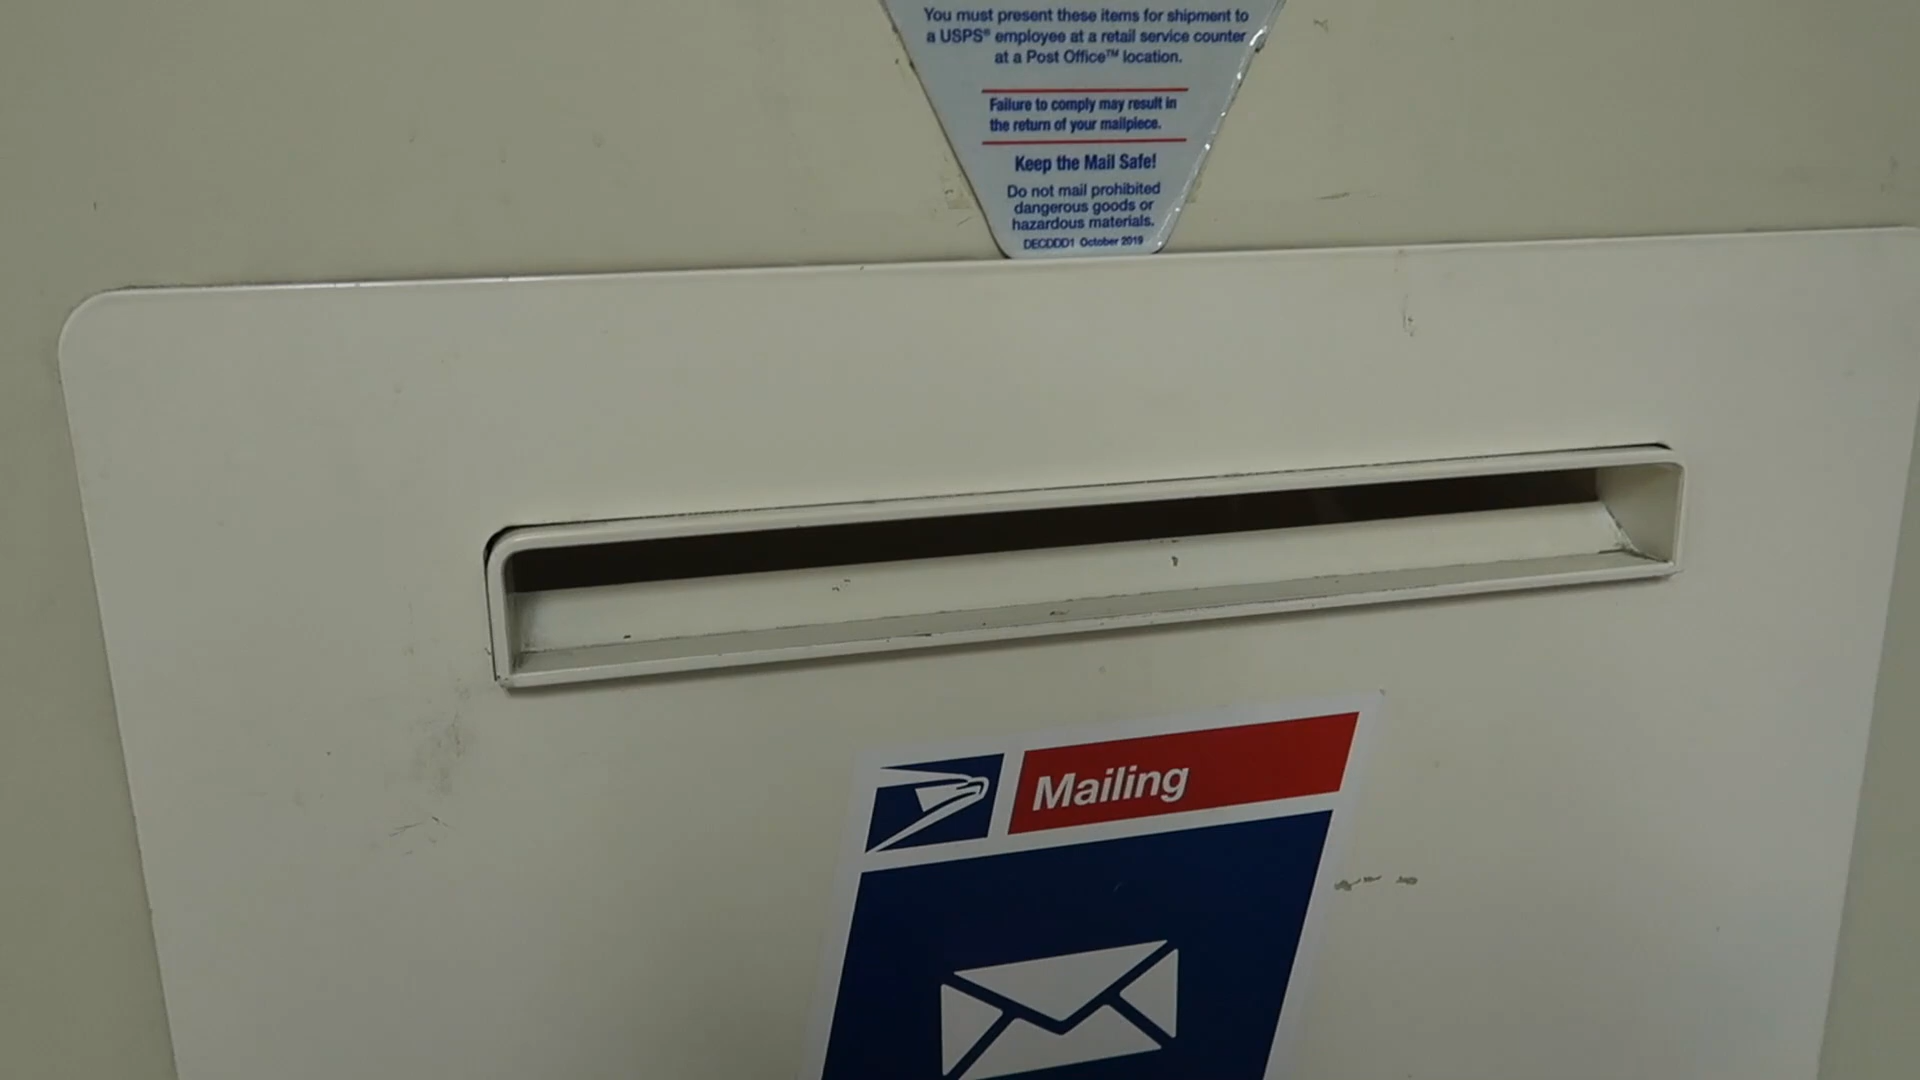 You must present these items for shipment to
a USPS® employee at a retail service counter
at a Post Office™ location.
Failure to comply may result in
the return of your mailpiece.
Keep the Mail Safe!
Do not mail prohibited
dangerous goods or
hazardous materials.
DECDDD1 October 2019
Mailing